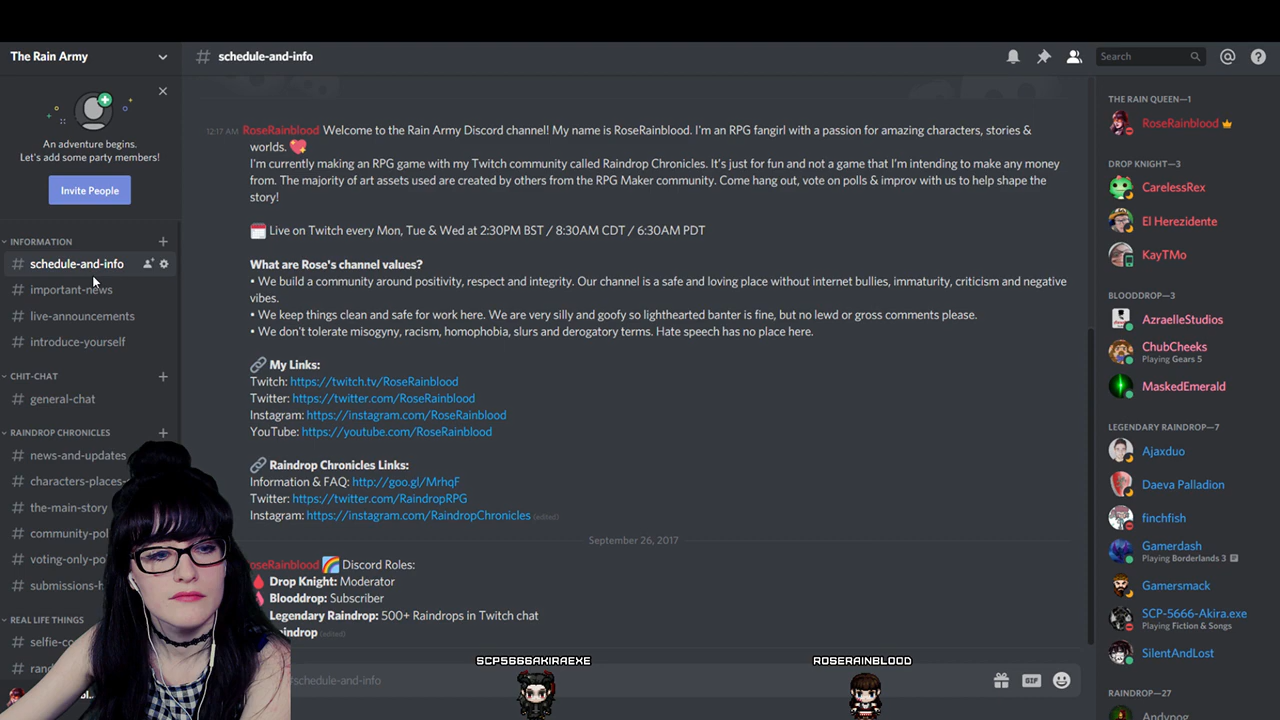 The Rain Army
# schedule-and-info
Search
An adventure begins.
Let's add some party members!
Invite People
INFORMATION
# schedule-and-info
# important-news
# live-announcements
# introduce-yourself
CHIT-CHAT
# general-chat
RAINDROP CHRONICLES
# news-and-updates
# characters-places-
# the-main-story
# community-pol
# voting-only-po
# submissions-h
REAL LIFE THINGS
# selfie-co
# ran
12:17 AM RoseRainblood Welcome to the Rain Army Discord channel! My name is RoseRainblood. I'm an RPG fangirl with a passion for amazing characters, stories &
worlds.
I'm currently making an RPG game with my Twitch community called Raindrop Chronicles. It's just for fun and not a game that I'm intending to make any money
from. The majority of art assets used are created by others from the RPG Maker community. Come hang out, vote on polls & improv with us to help shape the
story!
Live on Twitch every Mon, Tue & Wed at 2:30PM BST / 8:30AM CDT / 6:30AM PDT
What are Rose's channel values?
• We build a community around positivity, respect and integrity. Our channel is a safe and loving place without internet bullies, immaturity, criticism and negative
vibes.
• We keep things clean and safe for work here. We are very silly and goofy so lighthearted banter is fine, but no lewd or gross comments please.
• We don't tolerate misogyny, racism, homophobia, slurs and derogatory terms. Hate speech has no place here.
My Links:
Twitch: https://twitch.tv/RoseRainblood
Twitter: https://twitter.com/RoseRainblood
Instagram: https://instagram.com/RoseRainblood
YouTube: https://youtube.com/RoseRainblood
Raindrop Chronicles Links:
Information & FAQ: http://goo.gl/MrhqF
Twitter: https://twitter.com/RaindropRPG
Instagram: https://instagram.com/RaindropChronicles (edited)
September 26, 2017
oseRainblood Discord Roles:
Drop Knight: Moderator
Blooddrop: Subscriber
Legendary Raindrop: 500+ Raindrops in Twitch chat
indrop (edited)
#schedule-and-info
GIF
SCP5666AKIRAEXE
ROSERAINBLOOD
THE RAIN QUEEN—1
RoseRainblood
DROP KNIGHT—3
CarelessRex
El Herezidente
KayTMo
BLOODDROP—3
AzraelleStudios
ChubCheeks
Playing Gears 5
MaskedEmerald
LEGENDARY RAINDROP—7
Ajaxduo
Daeva Palladion
finchfish
Gamerdash
Playing Borderlands 3
Gamersmack
SCP-5666-Akira.exe
Playing Fiction & Songs
SilentAndLost
RAINDROP—27
Andynog